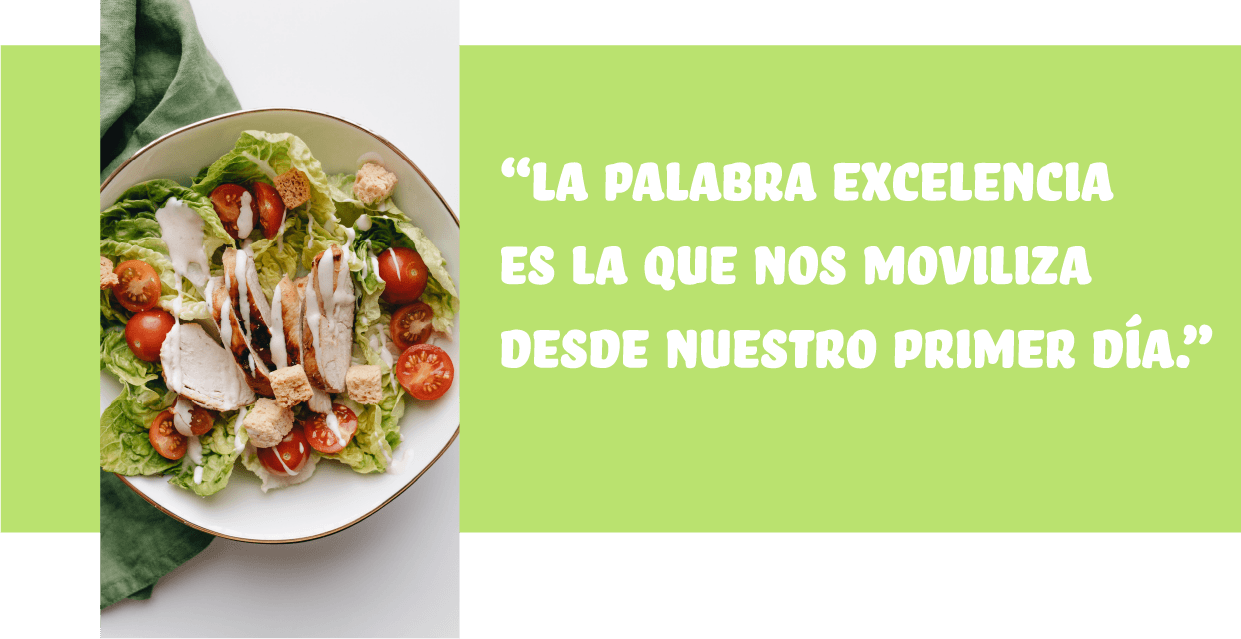 “LA PALABRA EXCELENCIA
ES LA QUE NOS MOVILIZA
DESDE NUESTRO PRIMER DÍA.”